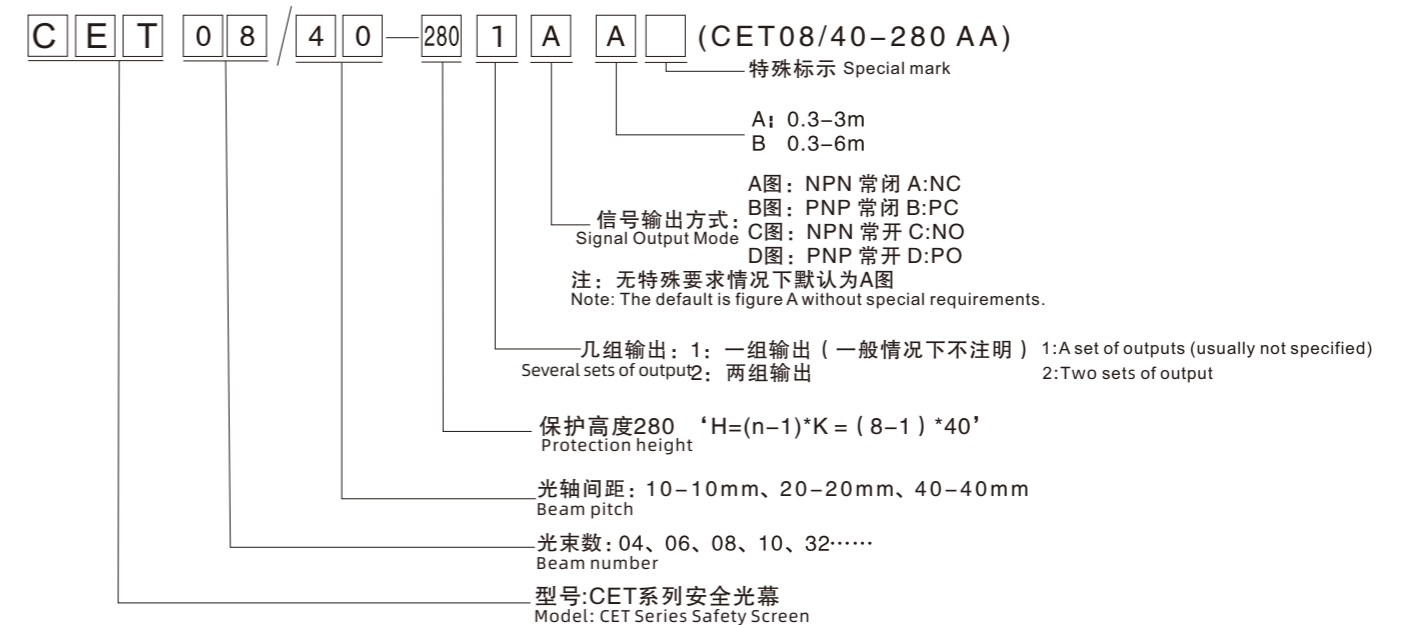 C E T 0 8 / 4 0 — 280 1 A A (CET08/40-280 AA)
特殊标示 Special mark
A: 0.3-3m
B 0.3-6m
A图: NPN 常闭 A:NC
B图: PNP 常闭 B:PC
信号输出方式:
Signal Output Mode
C图: NPN 常开 C:NO
D图: PNP 常开 D:PO
注: 无特殊要求情况下默认为A图
Note: The default is figure A without special requirements.
几组输出: 1: 一组输出 ( 一般情况下不注明 ) 1:A set of outputs (usually not specified)
Several sets of output 2: 两组输出 2:Two sets of output
保护高度280 ‘H=(n-1)*K = ( 8-1 ) *40’
Protection height
光轴间距: 10-10mm、20-20mm、40-40mm
Beam pitch
光束数: 04、06、08、10、32……
Beam number
型号:CET系列安全光幕
Model: CET Series Safety Screen